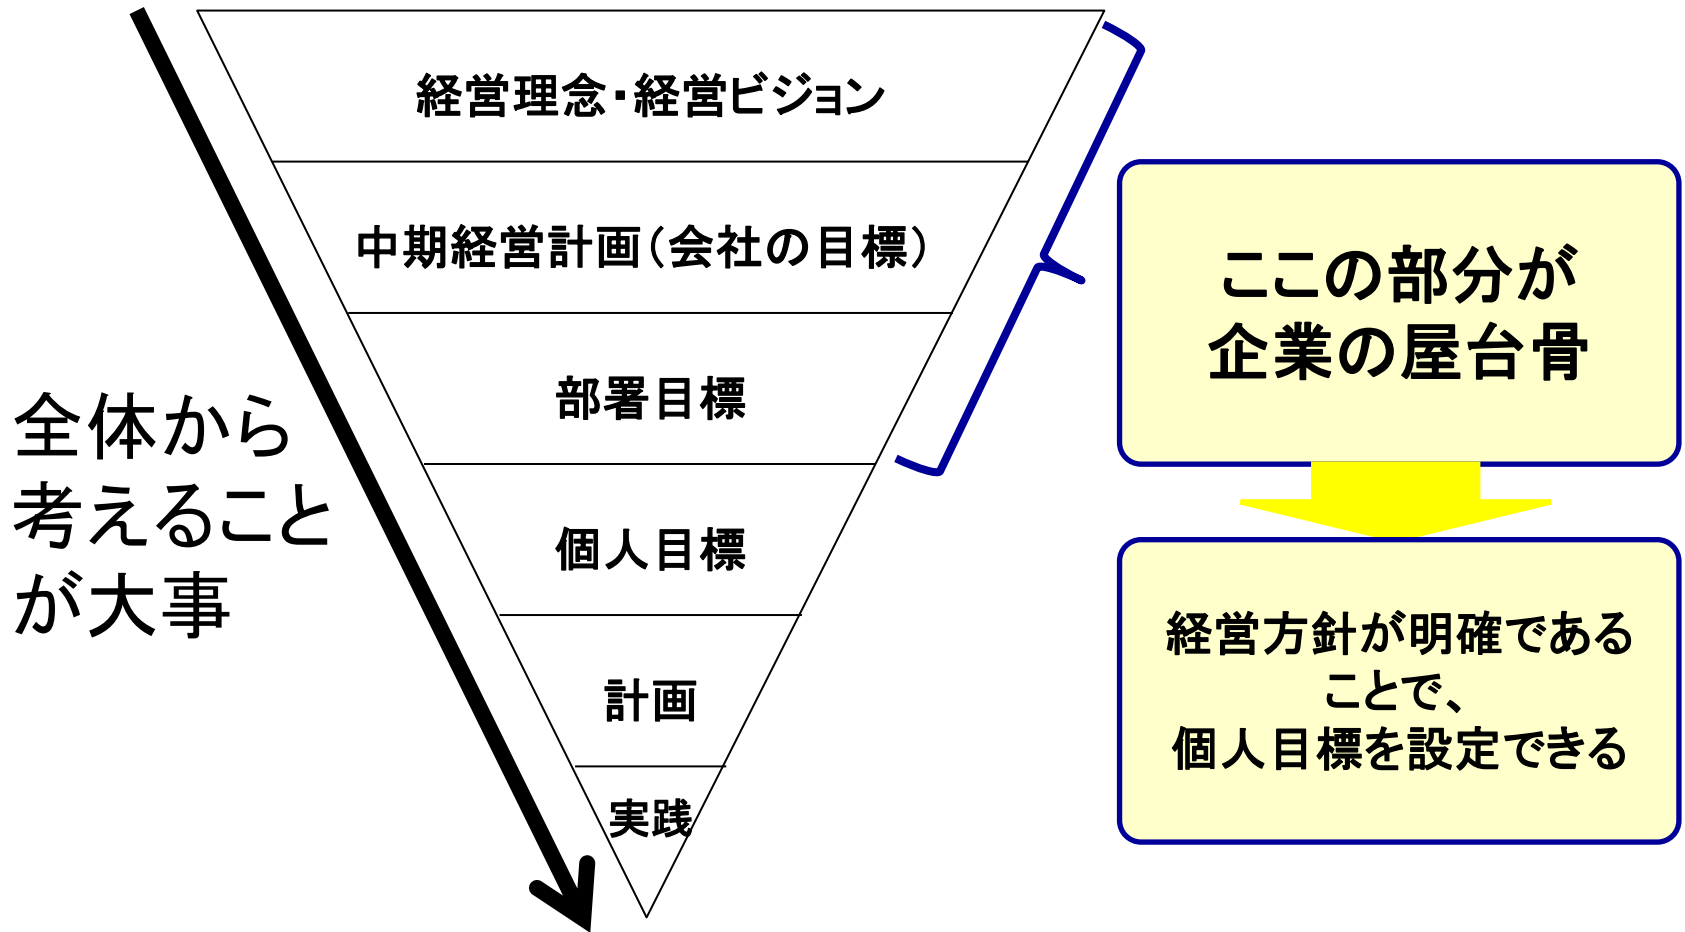 経営理念・経営ビジョン
中期経営計画（会社の目標）
部署目標
個人目標
計画
実践
全体から
考えること
が大事
ここの部分が
企業の屋台骨
経営方針が明確である
ことで、
個人目標を設定できる